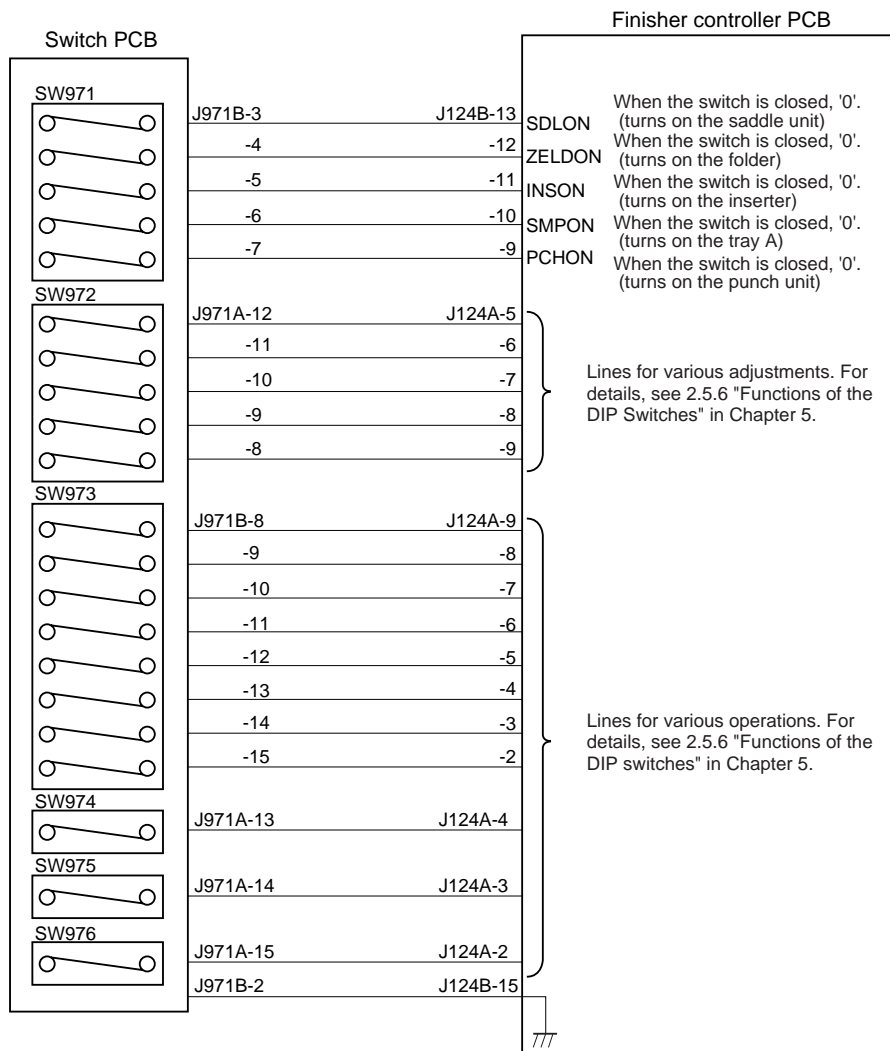 Finisher controller PCB
Switch PCB
SW971
J971B-3 J124B-13 SDLON When the switch is closed, '0'.
(turns on the saddle unit)
-4 -12 ZELDON When the switch is closed, '0'.
(turns on the folder)
-5 -11 INSON When the switch is closed, '0'.
(turns on the inserter)
-6 -10 SMPON When the switch is closed, '0'.
(turns on the tray A)
-7 -9 PCHON When the switch is closed, '0'.
(turns on the punch unit)
SW972
J971A-12 J124A-5
-11 -6
-10 -7
-9 -8
-8 -9
Lines for various adjustments. For
details, see 2.5.6 "Functions of the
DIP Switches" in Chapter 5.
SW973
J971B-8 J124A-9
-9 -8
-10 -7
-11 -6
-12 -5
-13 -4
-14 -3
-15 -2
Lines for various operations. For
details, see 2.5.6 "Functions of the
DIP switches" in Chapter 5.
SW974
J971A-13 J124A-4
SW975
J971A-14 J124A-3
SW976
J971A-15 J124A-2
J971B-2 J124B-15